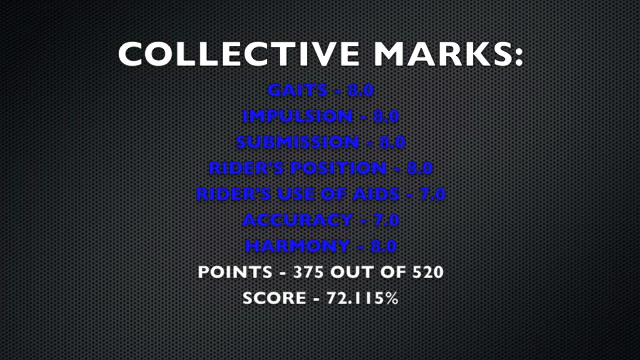 COLLECTIVE MARKS:
GAITS - 8.0
IMPULSION - 8.0
SUBMISSION - 8.0
RIDER'S POSITION - 8.0
RIDER'S USE OF AIDS - 7.0
ACCURACY - 7.0
HARMONY - 8.0
POINTS - 375 OUT OF 520
SCORE - 72.115%